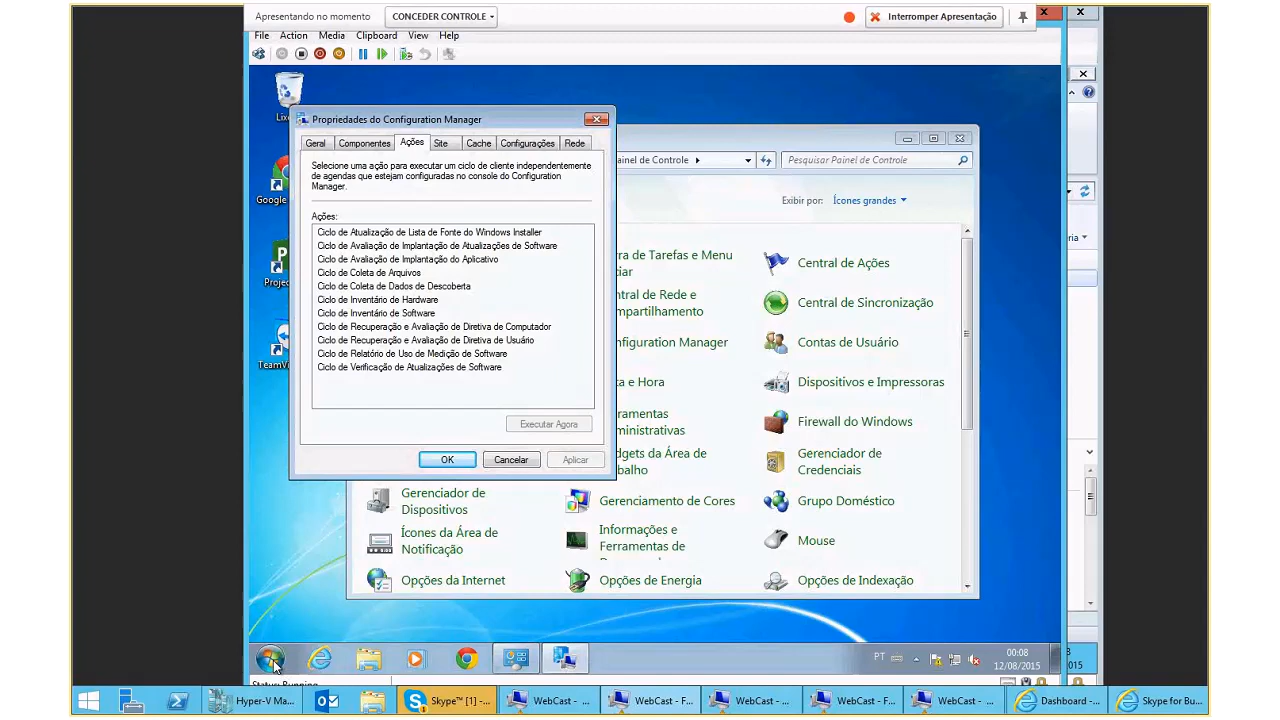 Apresentando no momento
CONCEDER CONTROLE
Interromper Apresentação
File Action Media Clipboard View Help
Propriedades do Configuration Manager
Geral Componentes Ações Site Cache Configurações Rede
Selecione uma ação para executar um ciclo de cliente independentemente
de agendas que estejam configuradas no console do Configuration
Manager.
Ações:
Ciclo de Atualização de Lista de Fonte do Windows Installer
Ciclo de Avaliação de Implantação de Atualizações de Software
Ciclo de Avaliação de Implantação do Aplicativo
Ciclo de Coleta de Arquivos
Ciclo de Coleta de Dados de Descoberta
Ciclo de Inventário de Hardware
Ciclo de Inventário de Software
Ciclo de Recuperação e Avaliação de Diretiva de Computador
Ciclo de Recuperação e Avaliação de Diretiva de Usuário
Ciclo de Relatório de Uso de Medição de Software
Ciclo de Verificação de Atualizações de Software
Executar Agora
OK Cancelar Aplicar
Lix
Google
Projec
TeamVi
ainel de Controle
Pesquisar Painel de Controle
Exibir por: Ícones grandes
rra de Tarefas e Menu
iar
Central de Ações
ntral de Rede e
mpartilhamento
Central de Sincronização
nfiguration Manager
Contas de Usuário
ta e Hora
Dispositivos e Impressoras
rramentas
ministrativas
Firewall do Windows
dgets da Área de
balho
Gerenciador de
Credenciais
Gerenciador de
Dispositivos
Gerenciamento de Cores
Grupo Doméstico
Ícones da Área de
Notificação
Informações e
Ferramentas de
Mouse
Opções da Internet
Opções de Energia
Opções de Indexação
PT
00:08
12/08/2015
Status: Running
ria
8
015
Hyper-V Ma...
Skype™ [1] -...
WebCast - ...
WebCast - F...
WebCast - ...
WebCast - F...
WebCast - ...
Dashboard -...
Skype for Bu...